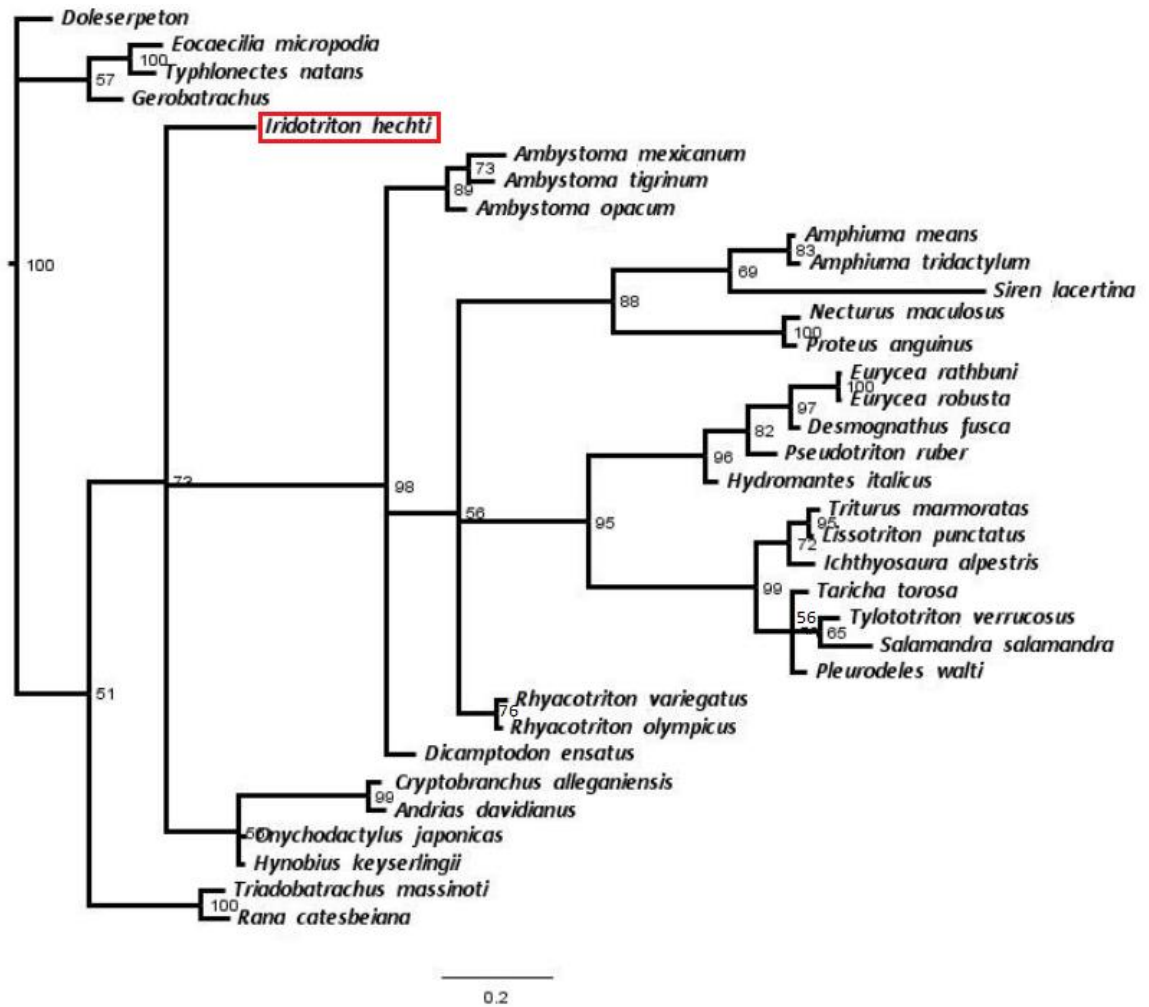 Doleserpeton
Eocaecilia micropodia
100
Typhlonectes natans
57
Gerobatrachus
Iridotriton hechti
Ambystoma mexicanum
73
Ambystoma tigrinum
89
Ambystoma opacum
Amphiuma means
83
Amphiuma tridactylum
100
69
Siren lacertina
88
Necturus maculosus
100
Proteus anguinus
Eurycea rathbuni
100
Eurycea robusta
97
Desmognathus fusca
82
Pseudotriton ruber
96
Hydromantes italicus
73
98
Triturus marmoratas
56
95
95
Lissotriton punctatus
72
Ichthyosaura alpestris
99
Taricha torosa
56
Tylototriton verrucosus
65
Salamandra salamandra
Pleurodeles walti
51
Rhyacotriton variegatus
76
Rhyacotriton olympicus
Dicamptodon ensatus
Cryptobranchus alleganiensis
99
Andrias davidianus
Onychodactylus japonicas
Hynobius keyserlingii
Triadobatrachus massinoti
100
Rana catesbeiana
0.2